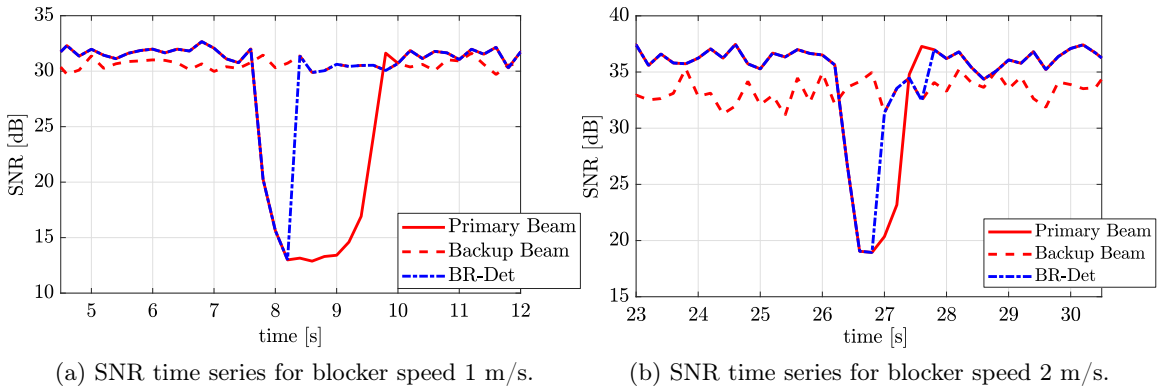 35
30
25
20
15
10
SNR [dB]
5
6
7
8
9
10
11
12
time [s]
Primary Beam
Backup Beam
BR-Det
(a) SNR time series for blocker speed 1 m/s.
40
35
30
25
20
15
SNR [dB]
23
24
25
26
27
28
29
30
time [s]
Primary Beam
Backup Beam
BR-Det
(b) SNR time series for blocker speed 2 m/s.